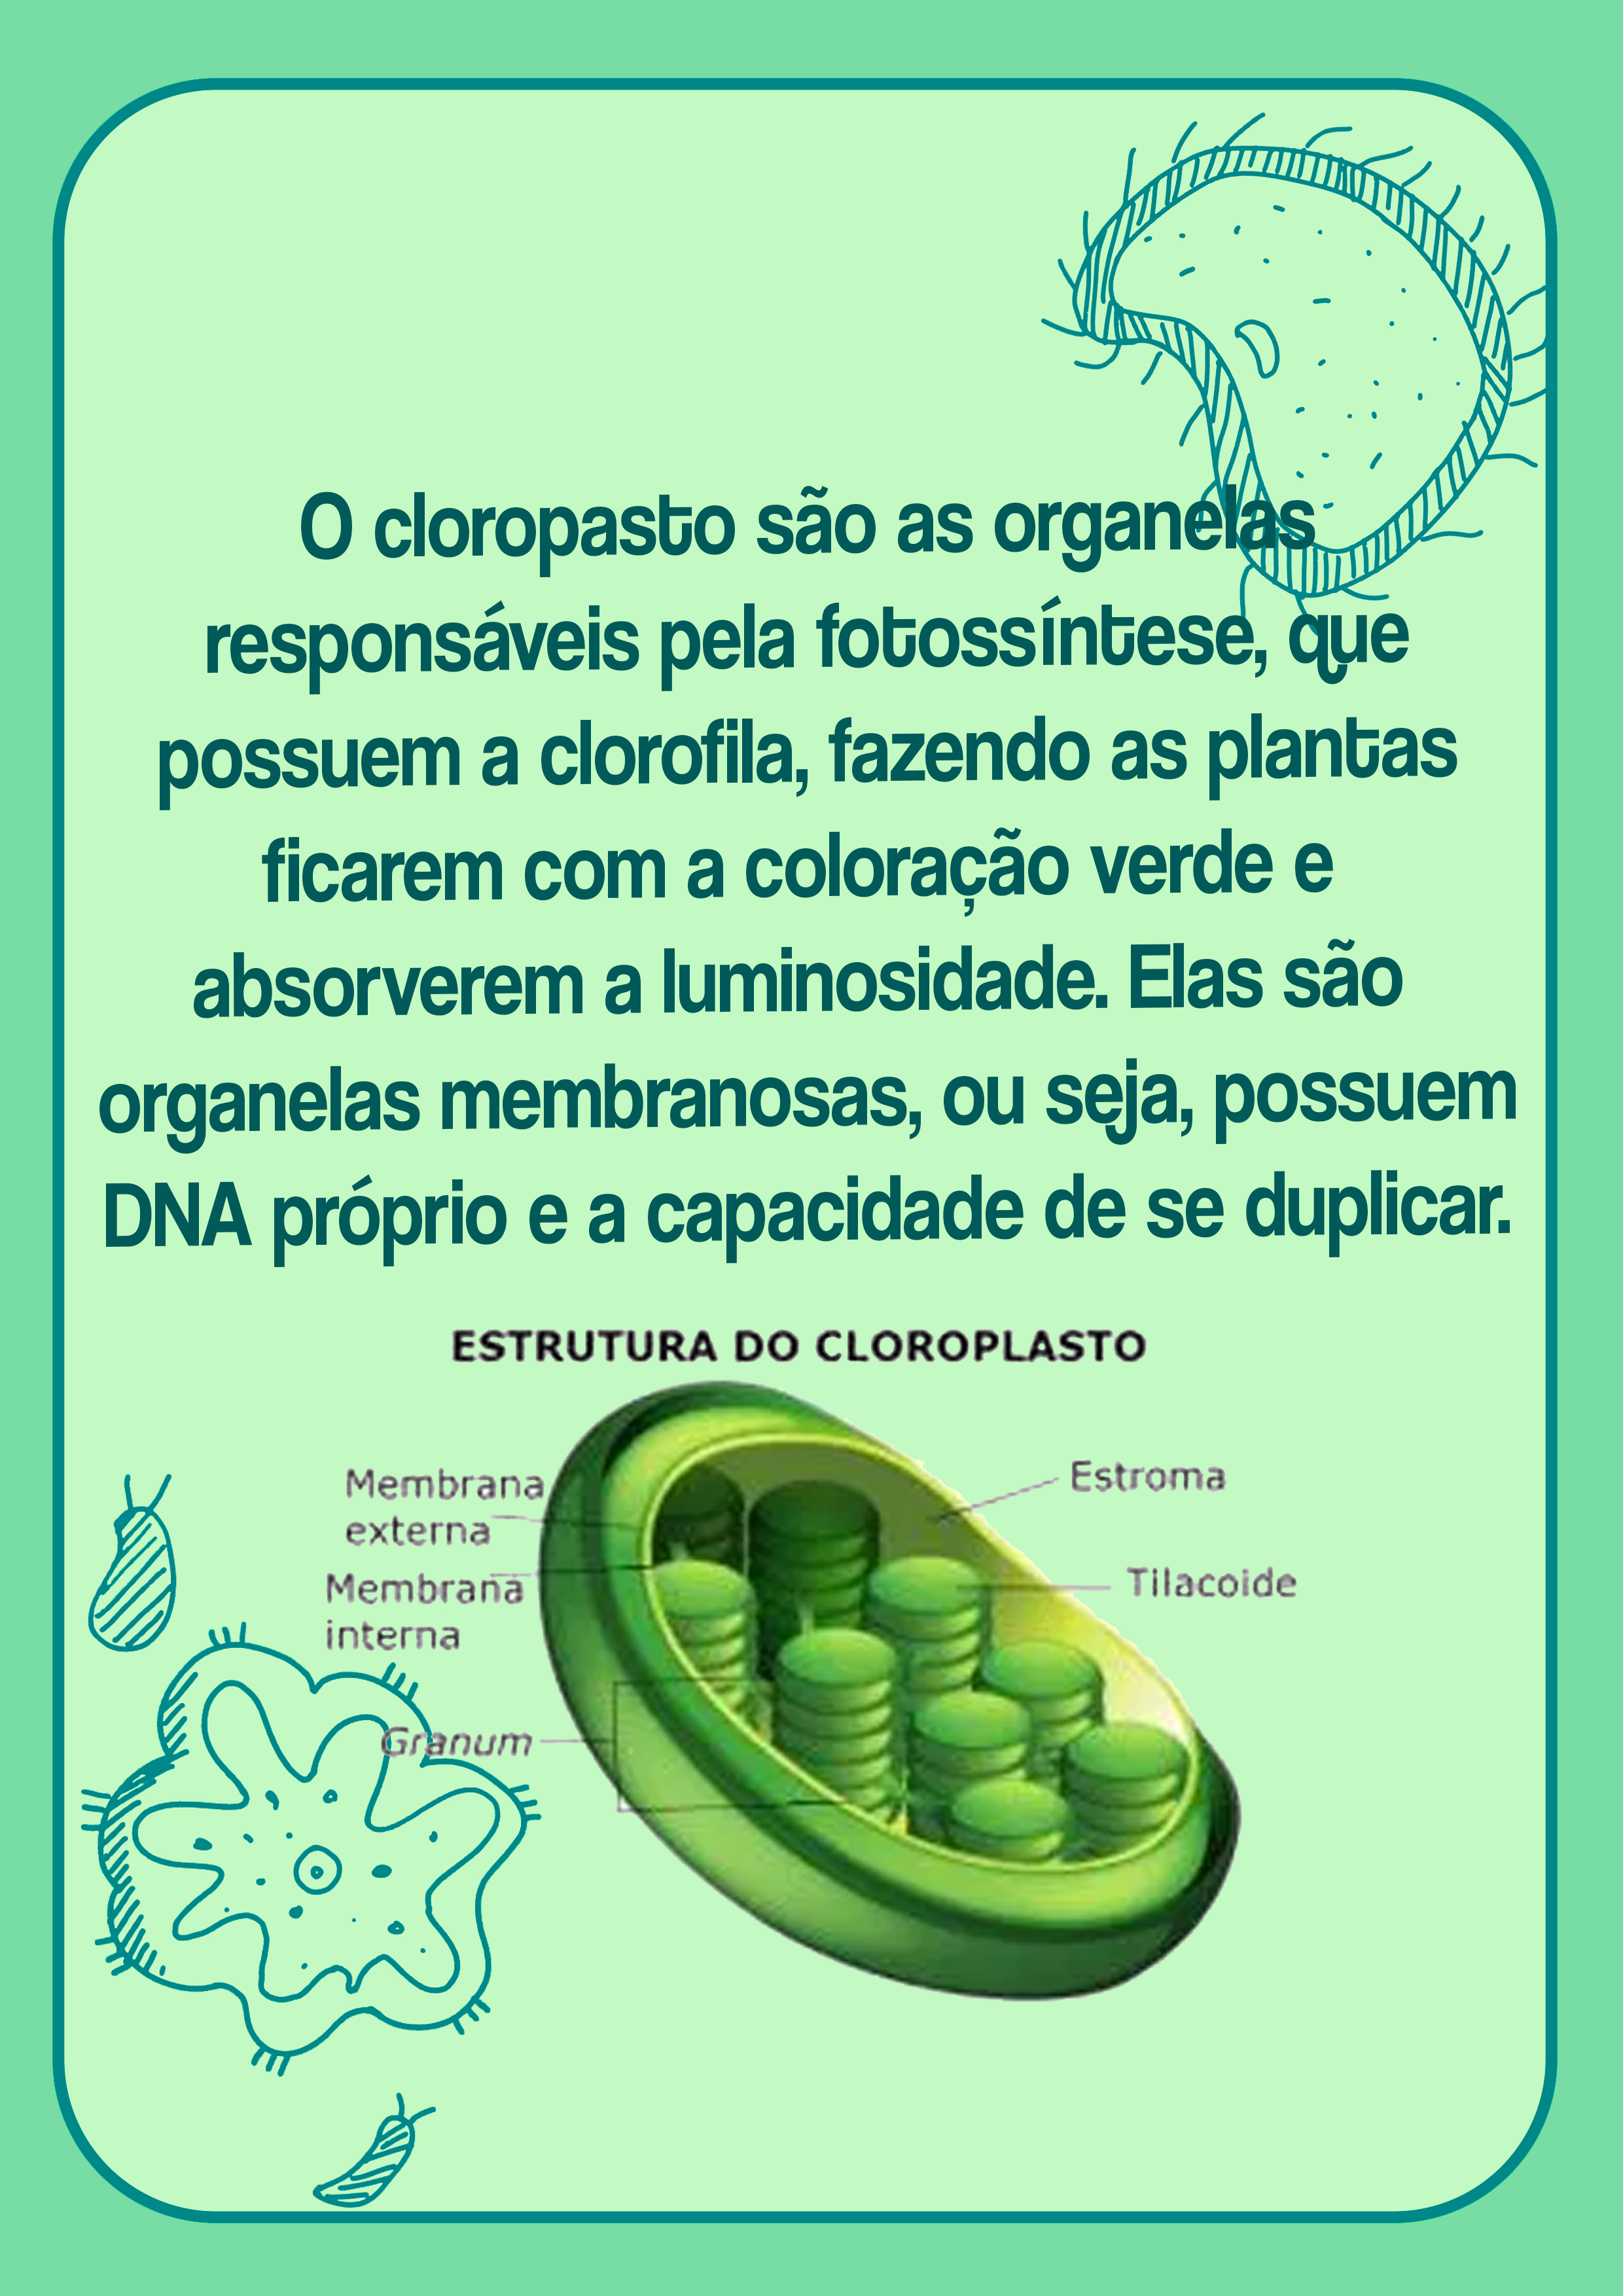 O cloropasto são as organelas
responsáveis pela fotossíntese, que
possuem a clorofila, fazendo as plantas
ficarem com a coloração verde e
absorverem a luminosidade. Elas são
organelas membranosas, ou seja, possuem
DNA próprio e a capacidade de se duplicar.
ESTRUTURA DO CLOROPLASTO
Membrana
externa
Membrana
interna
Granum
Estroma
Tilacoide